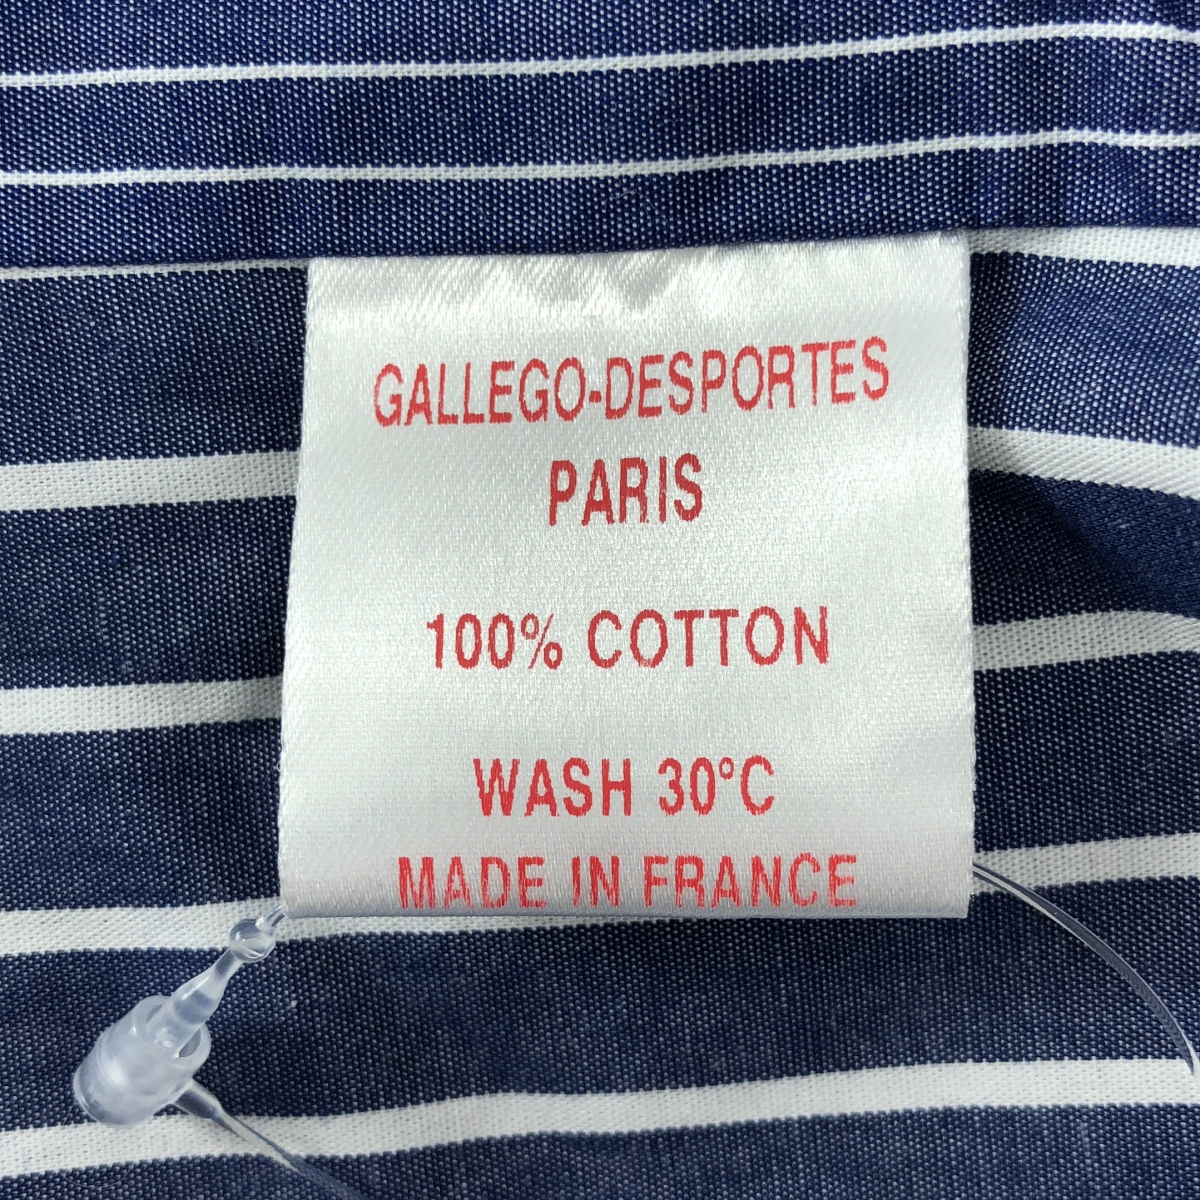 GALLEGO-DESPORTES
PARIS
100% COTTON
WASH 30°C
MADE IN FRANCE